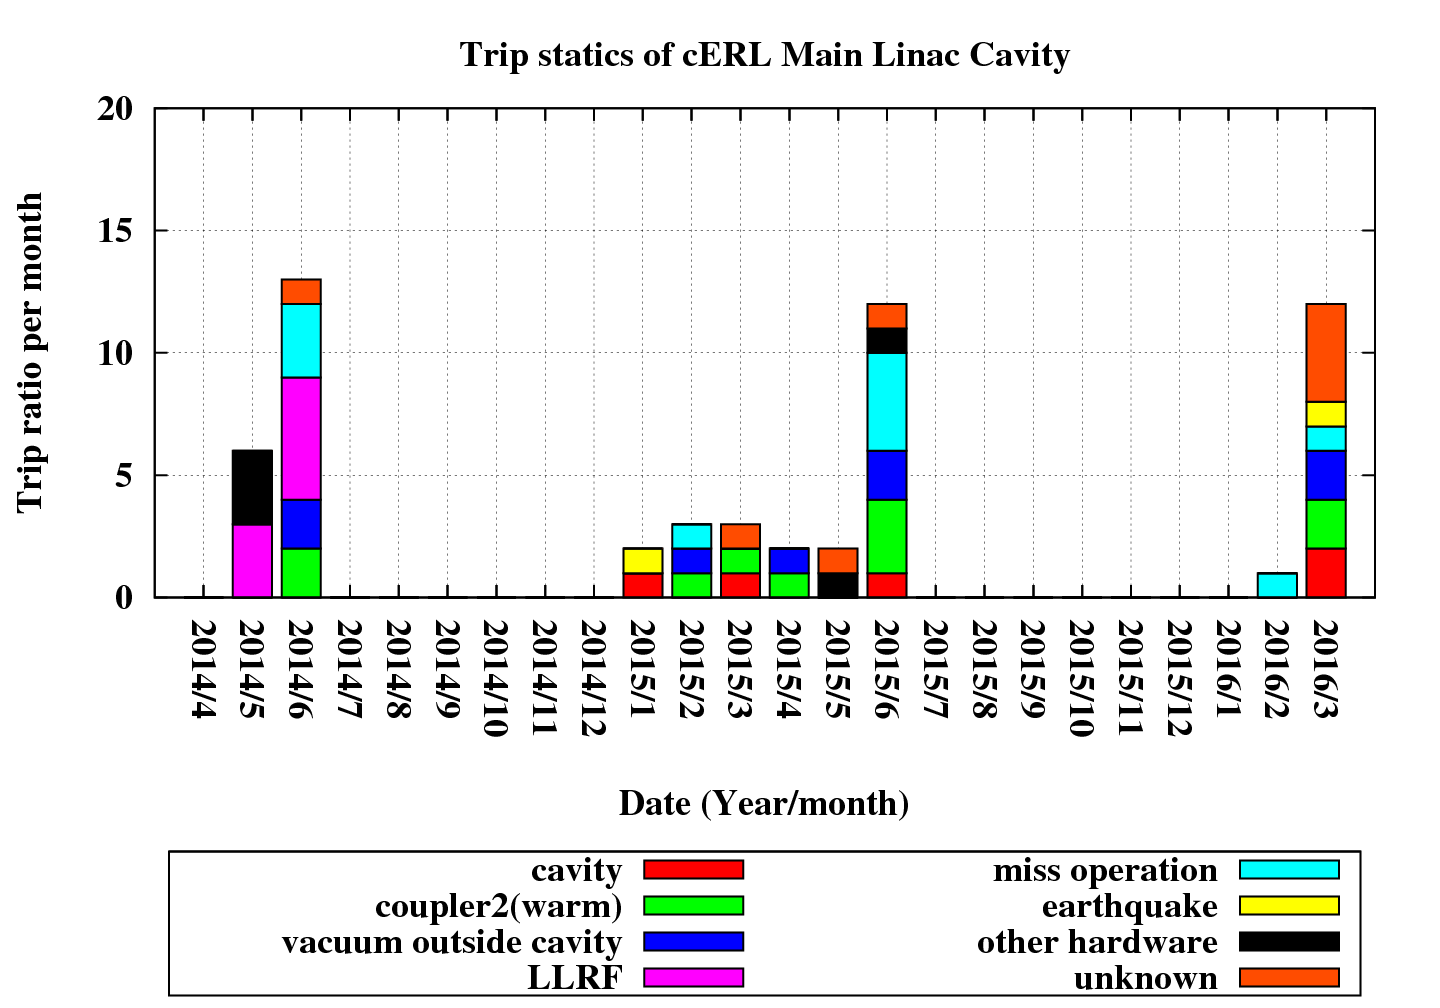 Trip statics of cERL Main Linac Cavity
Trip ratio per month
20
15
10
5
0
2014/4
2014/5
2014/6
2014/7
2014/8
2014/9
2014/10
2014/11
2014/12
2015/1
2015/2
2015/3
2015/4
2015/5
2015/6
2015/7
2015/8
2015/9
2015/10
2015/11
2015/12
2016/1
2016/2
2016/3
Date (Year/month)
cavity
coupler2(warm)
vacuum outside cavity
LLRF
miss operation
earthquake
other hardware
unknown